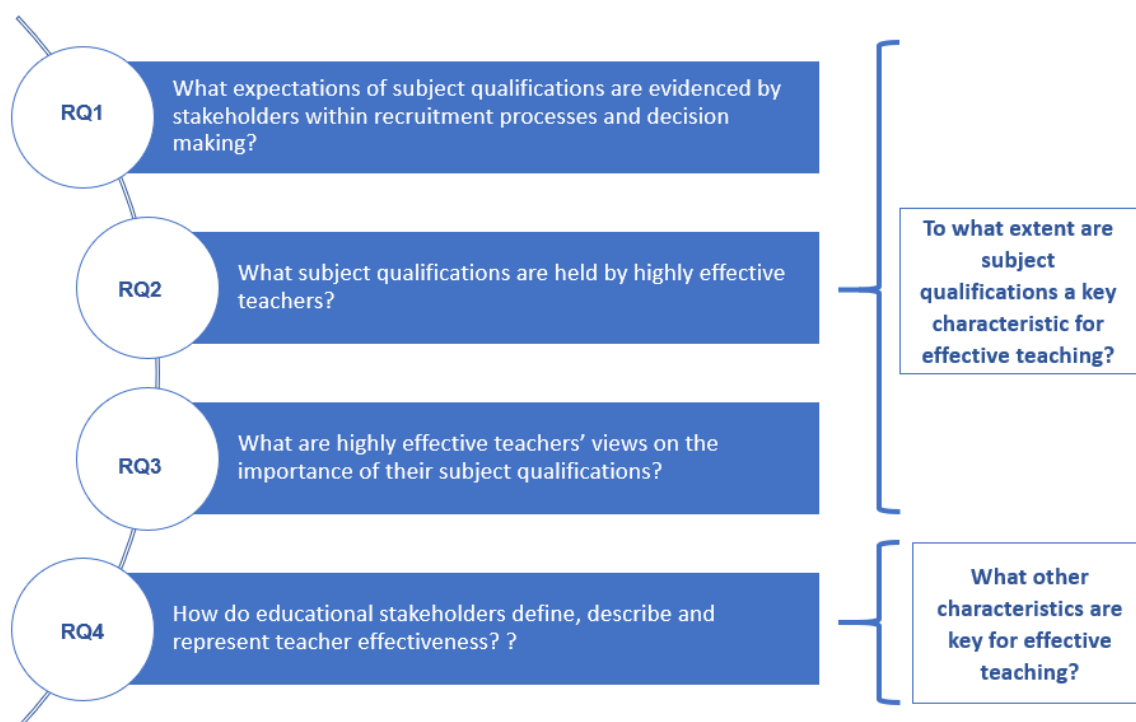 RQ1
What expectations of subject qualifications are evidenced by
stakeholders within recruitment processes and decision
making?
RQ2
What subject qualifications are held by highly effective
teachers?
RQ3
What are highly effective teachers’ views on the
importance of their subject qualifications?
To what extent are
subject
qualifications a key
characteristic for
effective teaching?
RQ4
How do educational stakeholders define, describe and
represent teacher effectiveness? ?
What other
characteristics are
key for effective
teaching?